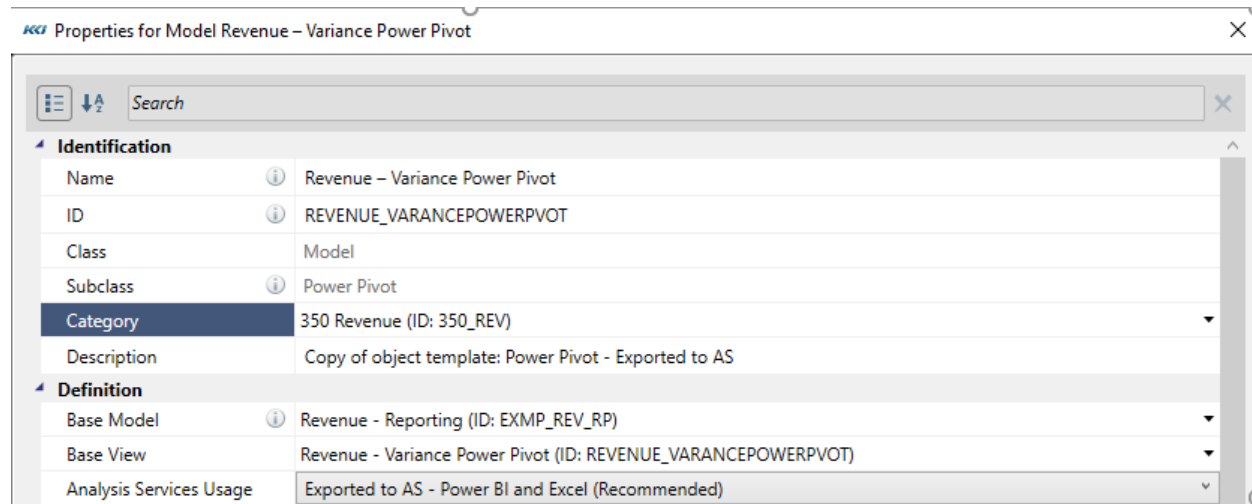 KCI Properties for Model Revenue – Variance Power Pivot
Search
Identification
Name Revenue – Variance Power Pivot
ID REVENUE_VARANCEPOWERPVOT
Class Model
Subclass Power Pivot
Category 350 Revenue (ID: 350_REV)
Description Copy of object template: Power Pivot - Exported to AS
Definition
Base Model Revenue - Reporting (ID: EXMP_REV_RP)
Base View Revenue - Variance Power Pivot (ID: REVENUE_VARANCEPOWERPVOT)
Analysis Services Usage Exported to AS - Power BI and Excel (Recommended)